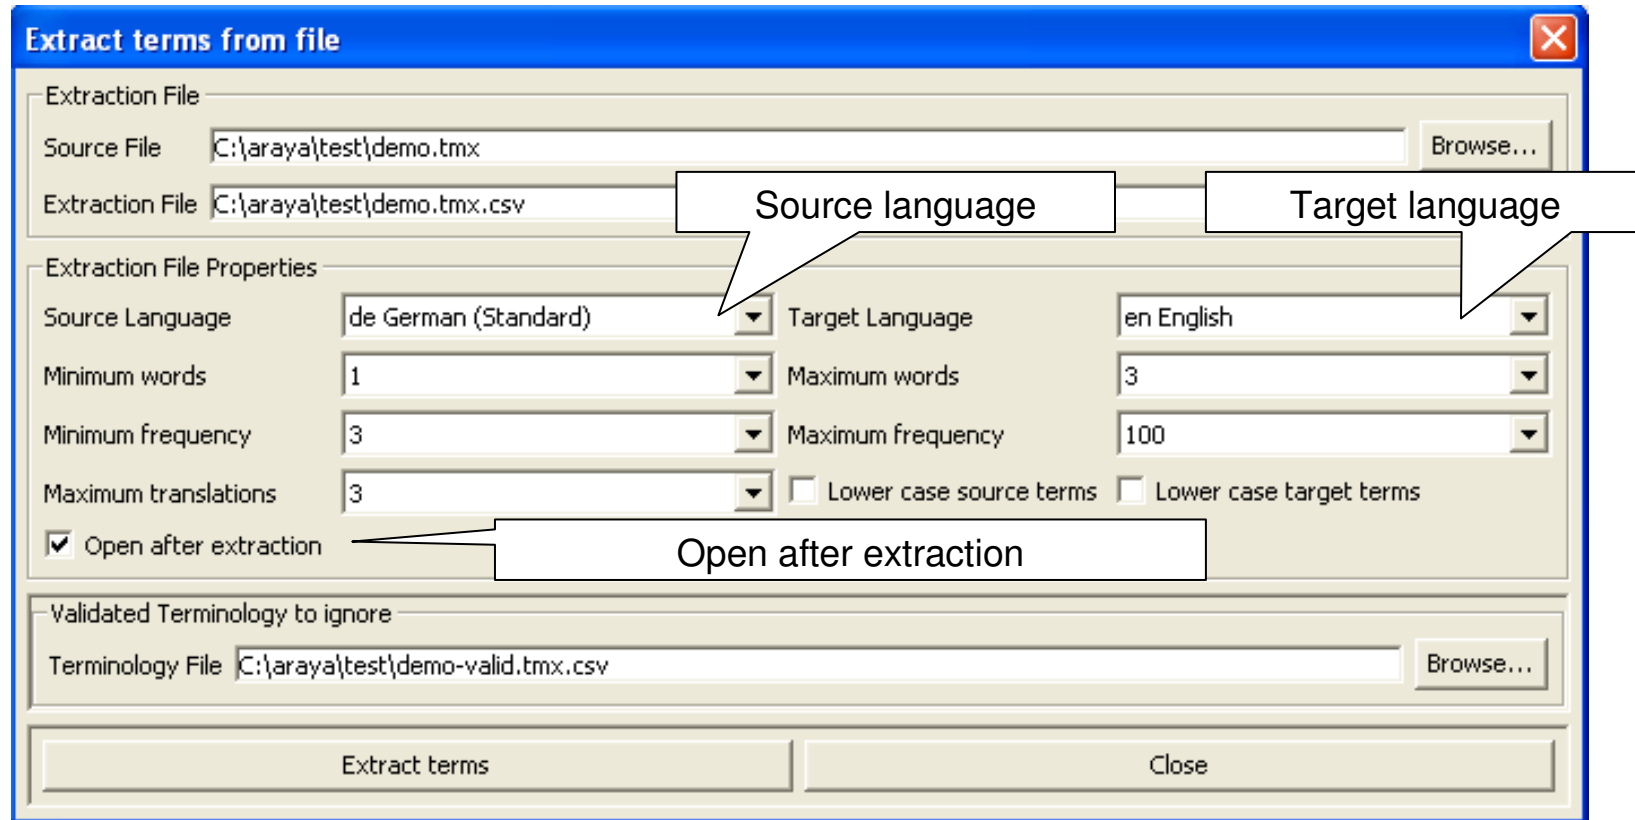 Extract terms from file
Extraction File
Source File C:\araya\test\demo.tmx Browse...
Extraction File C:\araya\test\demo.tmx.csv Source language Target language
Extraction File Properties
Source Language de German (Standard) Target Language en English
Minimum words 1 Maximum words 3
Minimum frequency 3 Maximum frequency 100
Maximum translations 3 Lower case source terms Lower case target terms
Open after extraction Open after extraction
Validated Terminology to ignore
Terminology File C:\araya\test\demo-valid.tmx.csv Browse...
Extract terms Close